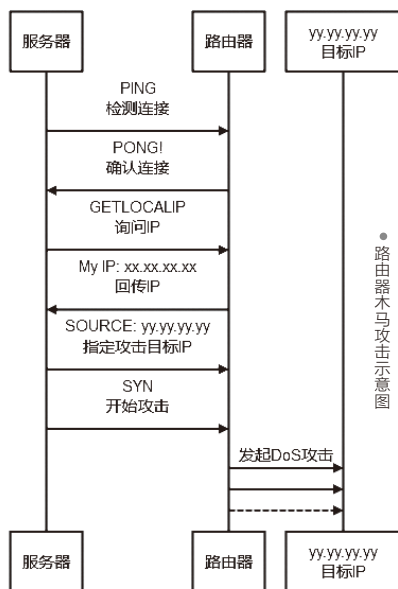 服务器
路由器
yy.yy.yy.yy
目标IP
PING
检测连接
PONG!
确认连接
GETLOCALIP
询问IP
My IP: xx.xx.xx.xx
回传IP
SOURCE: yy.yy.yy.yy
指定攻击目标IP
SYN
开始攻击
发起DoS攻击
●路由器木马攻击示意图
服务器
路由器
yy.yy.yy.yy
目标IP